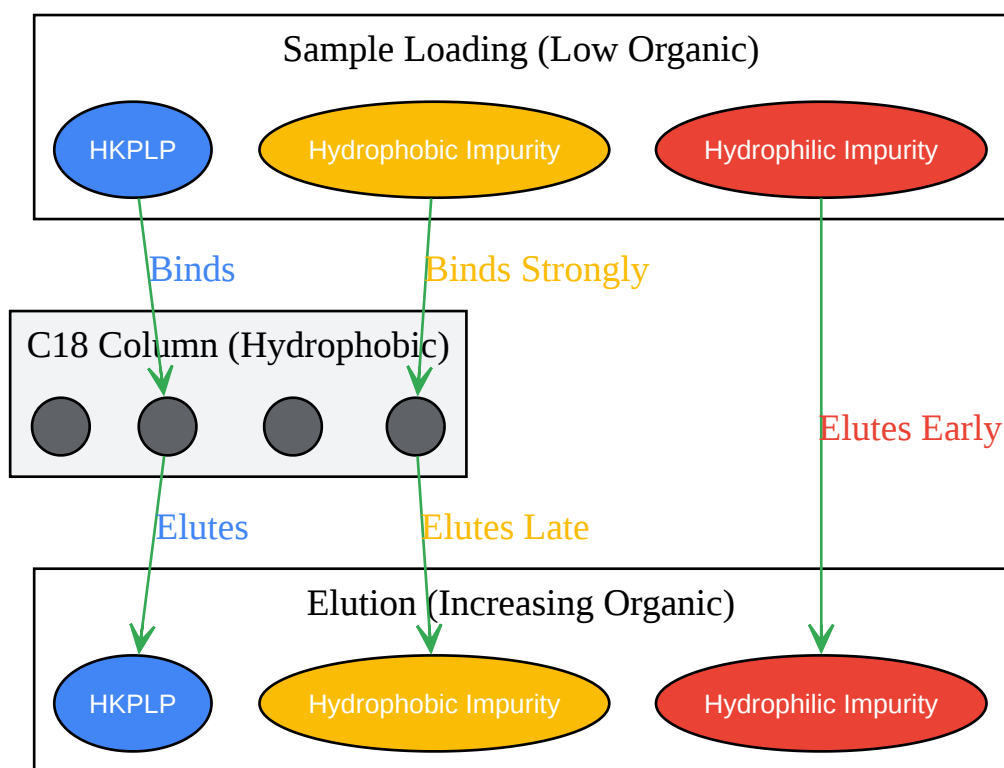 Sample Loading (Low Organic)
HKPLP
Hydrophobic Impurity
Hydrophilic Impurity
Binds
Binds Strongly
C18 Column (Hydrophobic)
Elutes Early
Elutes
Elutes Late
Elution (Increasing Organic)
HKPLP
Hydrophobic Impurity
Hydrophilic Impurity